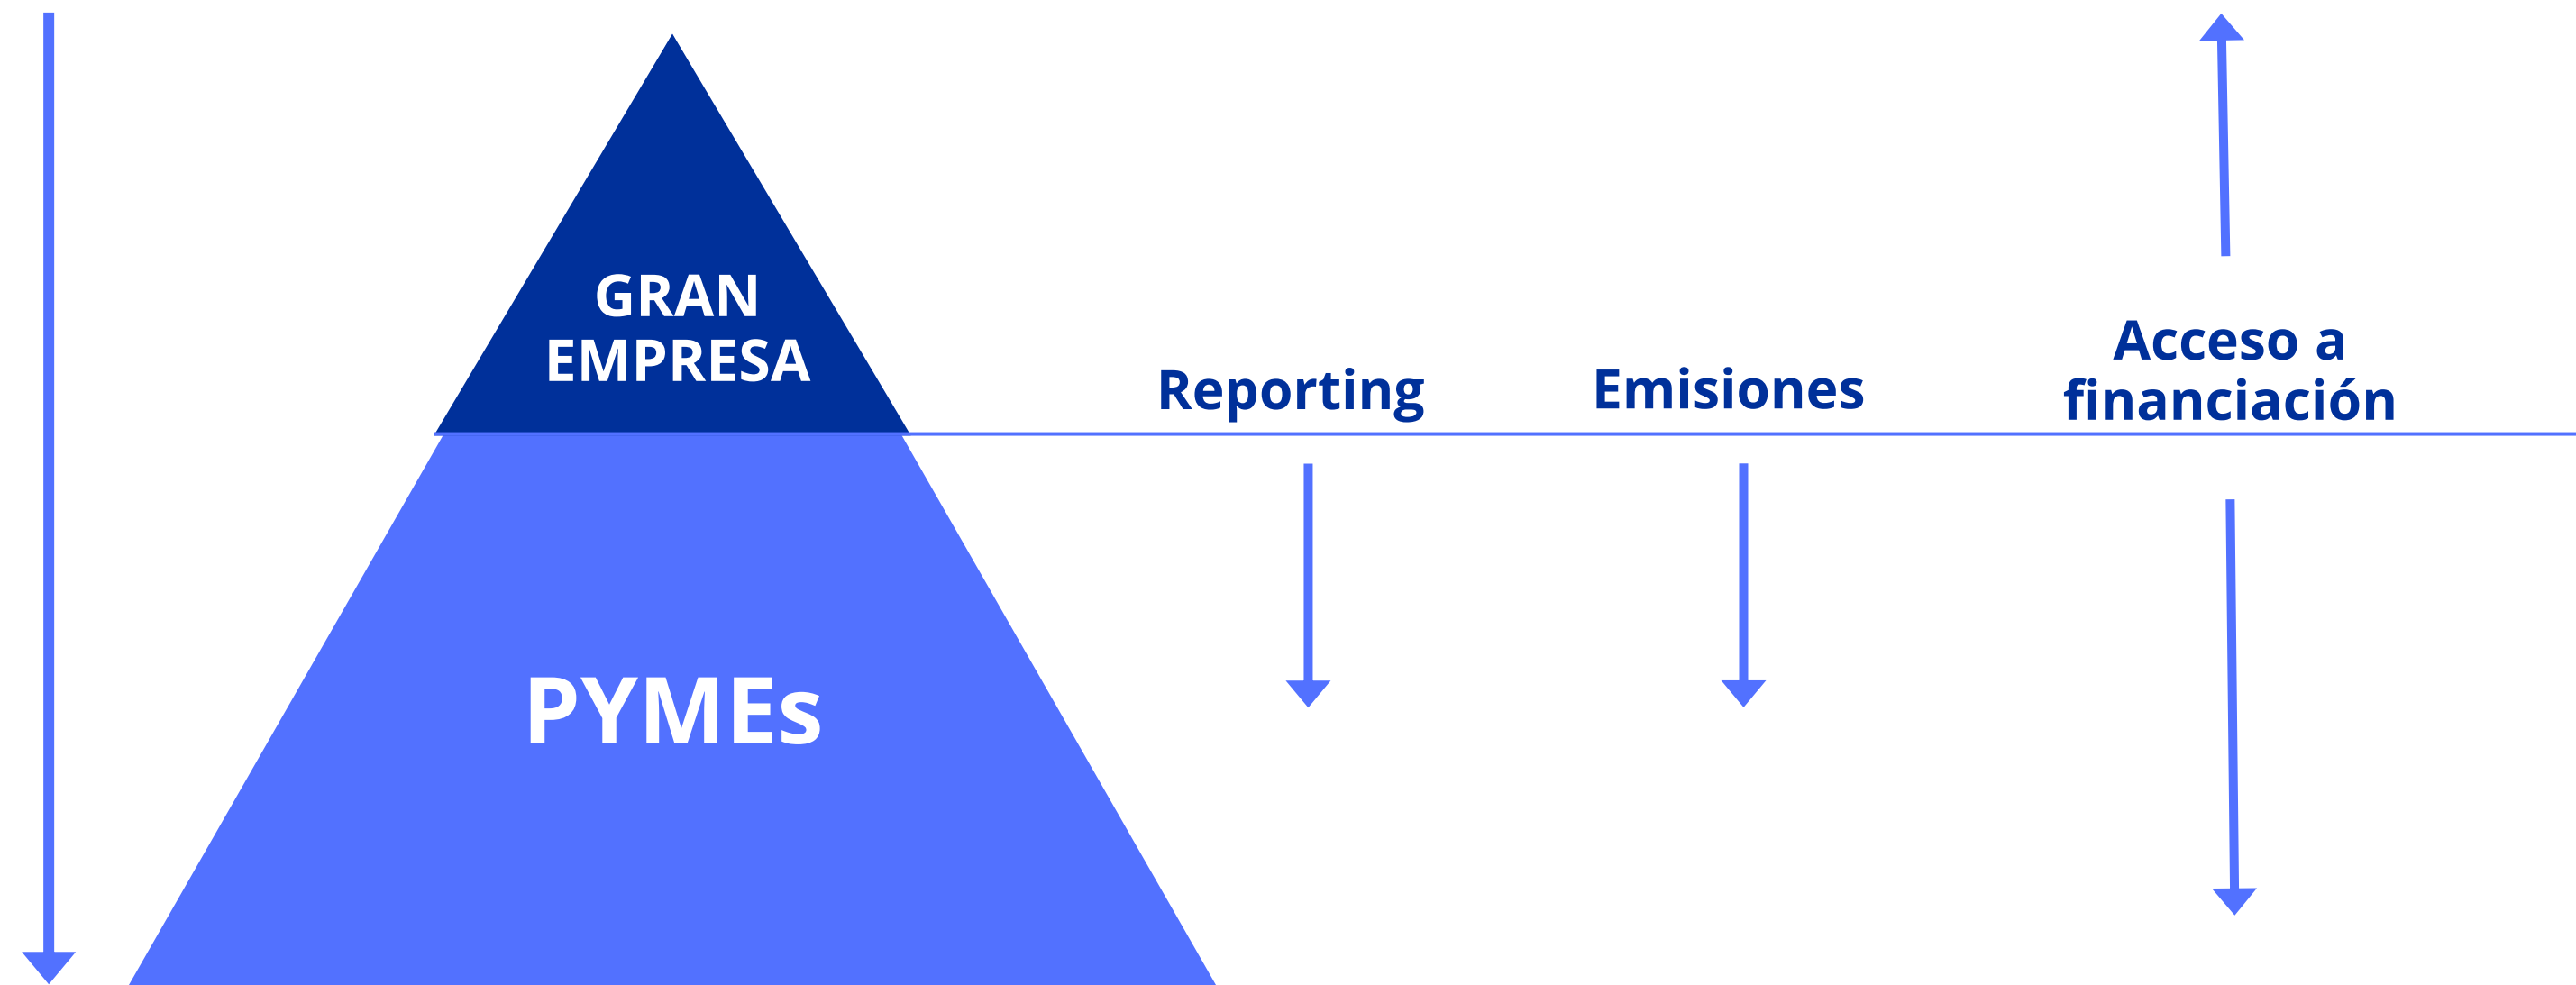 GRAN
EMPRESA
Reporting
Emisiones
Acceso a
financiación
PYMEs